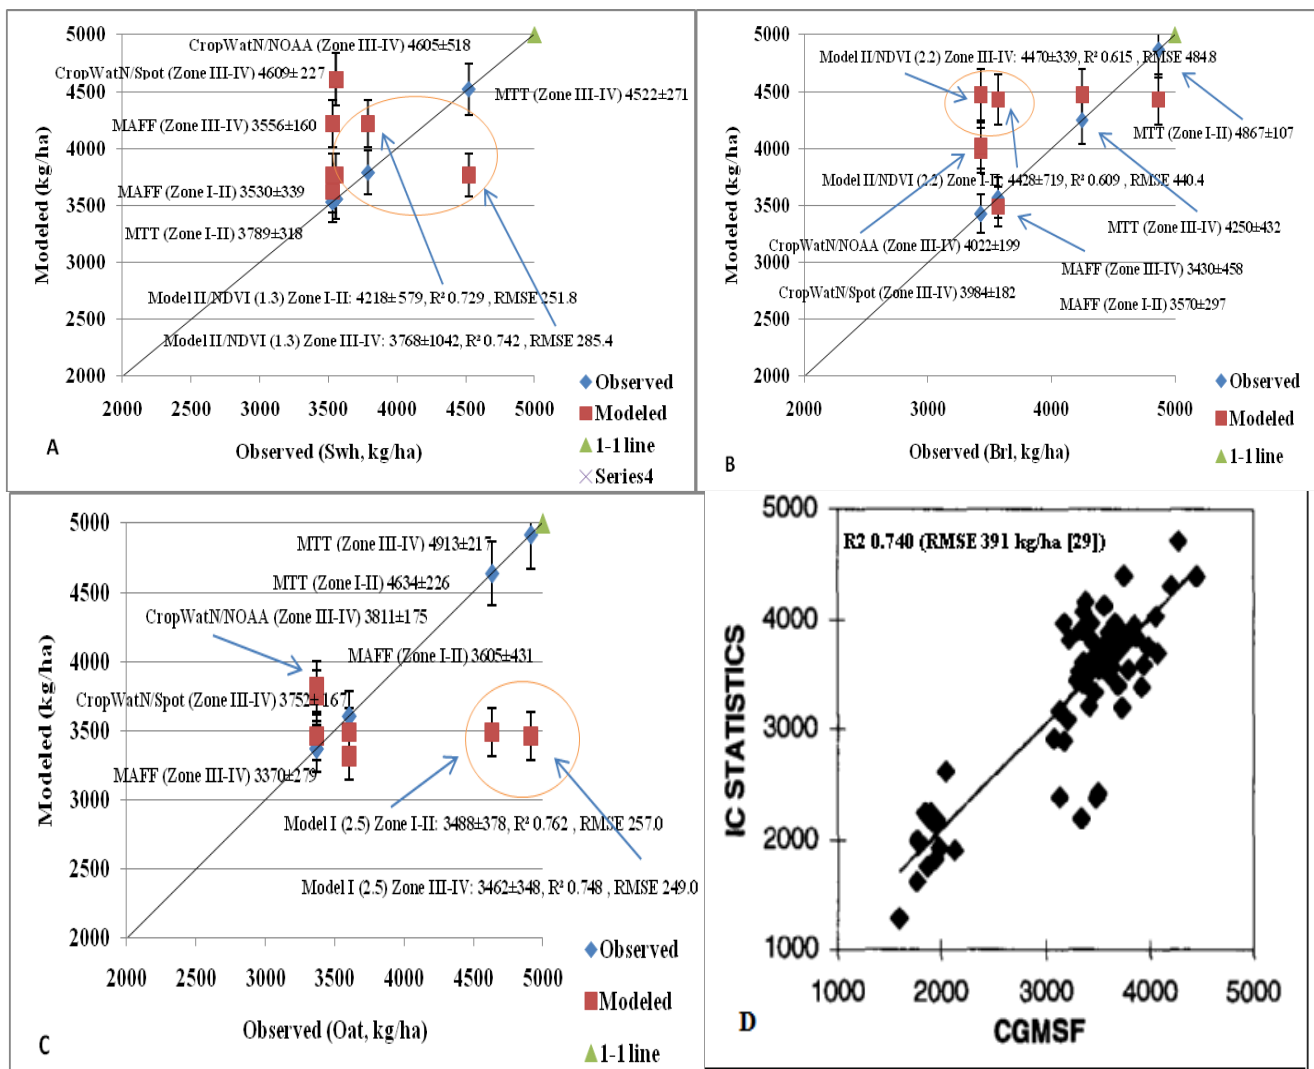 5000
4500
4000
3500
3000
2500
2000
Modeled (kg/ha)
CropWatN/NOAA (Zone III-IV) 4605±518
CropWatN/Spot (Zone III-IV) 4609±227
MTT (Zone III-IV) 4522±271
MAFF (Zone III-IV) 3556±160
MAFF (Zone I-II) 3530±339
MTT (Zone I-II) 3789±318
Model II/NDVI (1.3) Zone I-II: 4218±579, R² 0.729 , RMSE 251.8
Model II/NDVI (1.3) Zone III-IV: 3768±1042, R² 0.742 , RMSE 285.4
2000 2500 3000 3500 4000 4500 5000
Observed (Swh, kg/ha)
A
Observed
Modeled
1-1 line
Series4
5000
4500
4000
3500
3000
2500
2000
Modeled (kg/ha)
Model II/NDVI (2.2) Zone III-IV: 4470±339, R² 0.615 , RMSE 484.8
MTT (Zone I-II) 4867±107
Model II/NDVI (2.2) Zone I-II: 4428±719, R² 0.609 , RMSE 440.4
MTT (Zone III-IV) 4250±432
CropWatN/NOAA (Zone III-IV) 4022±199
MAFF (Zone III-IV) 3430±458
CropWatN/Spot (Zone III-IV) 3984±182
MAFF (Zone I-II) 3570±297
2000 3000 4000 5000
Observed (Brl, kg/ha)
B
Observed
Modeled
1-1 line
5000
4500
4000
3500
3000
2500
2000
Modeled (kg/ha)
MTT (Zone III-IV) 4913±217
MTT (Zone I-II) 4634±226
CropWatN/NOAA (Zone III-IV) 3811±175
MAFF (Zone I-II) 3605±431
CropWatN/Spot (Zone III-IV) 3752±167
MAFF (Zone III-IV) 3370±279
Model I (2.5) Zone I-II: 3488±378, R² 0.762 , RMSE 257.0
Model I (2.5) Zone III-IV: 3462±348, R² 0.748 , RMSE 249.0
2000 2500 3000 3500 4000 4500 5000
Observed (Oat, kg/ha)
C
Observed
Modeled
1-1 line
5000
4000
3000
2000
1000
IC STATISTICS
R2 0.740 (RMSE 391 kg/ha [29])
1000 2000 3000 4000 5000
CGMSF
D